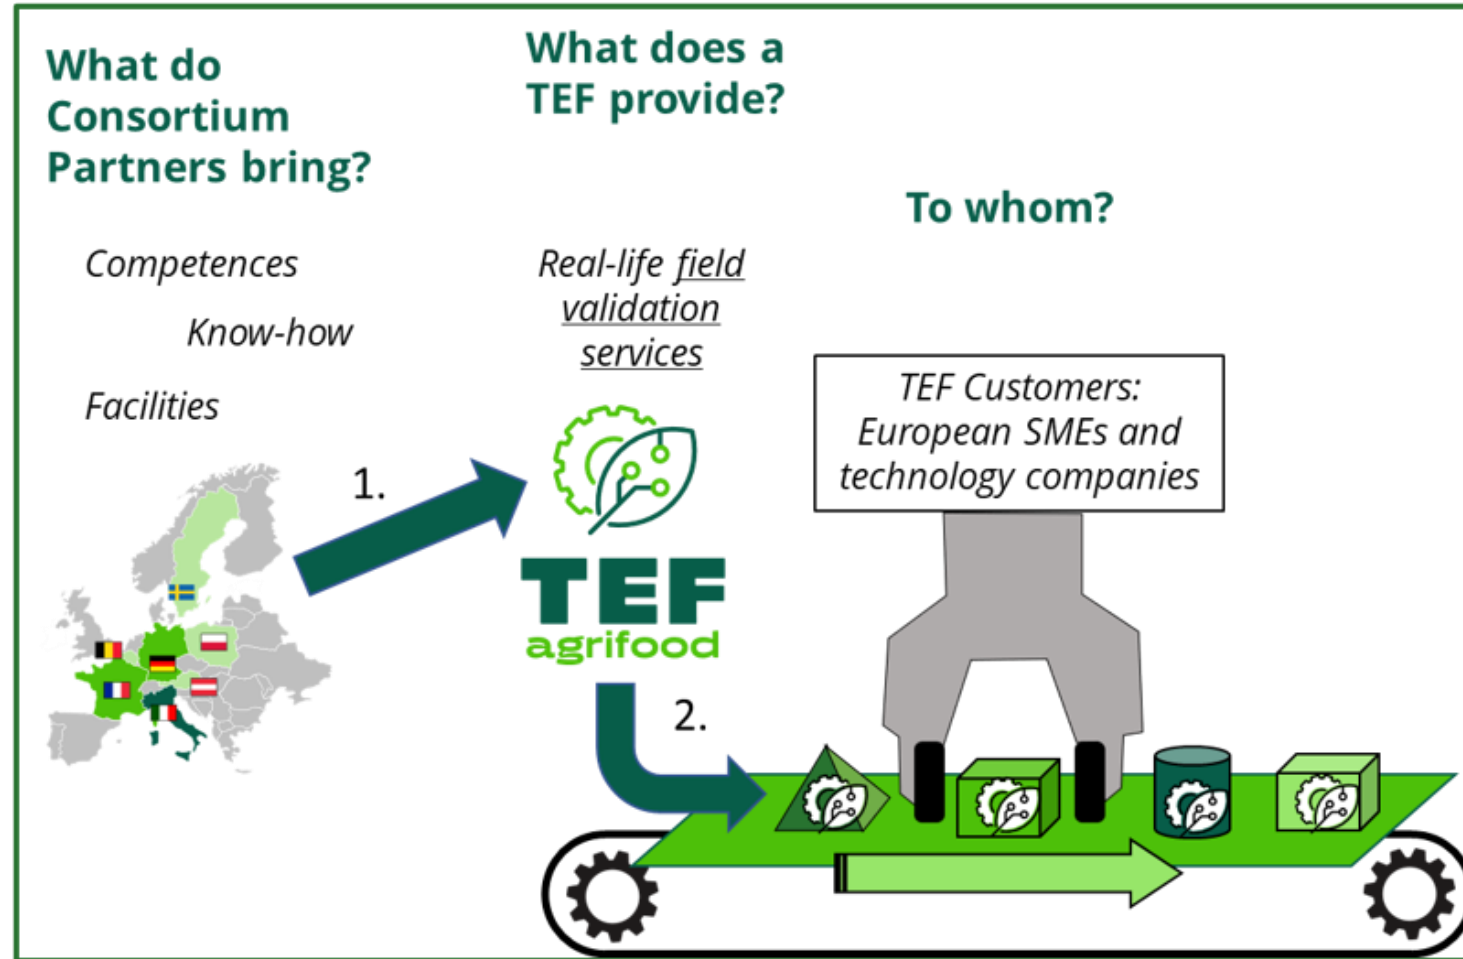 What do
Consortium
Partners bring?
Competences
Know-how
Facilities
1.
What does a
TEF provide?
Real-life field
validation
services
TEF
agrifood
2.
To whom?
TEF Customers:
European SMEs and
technology companies